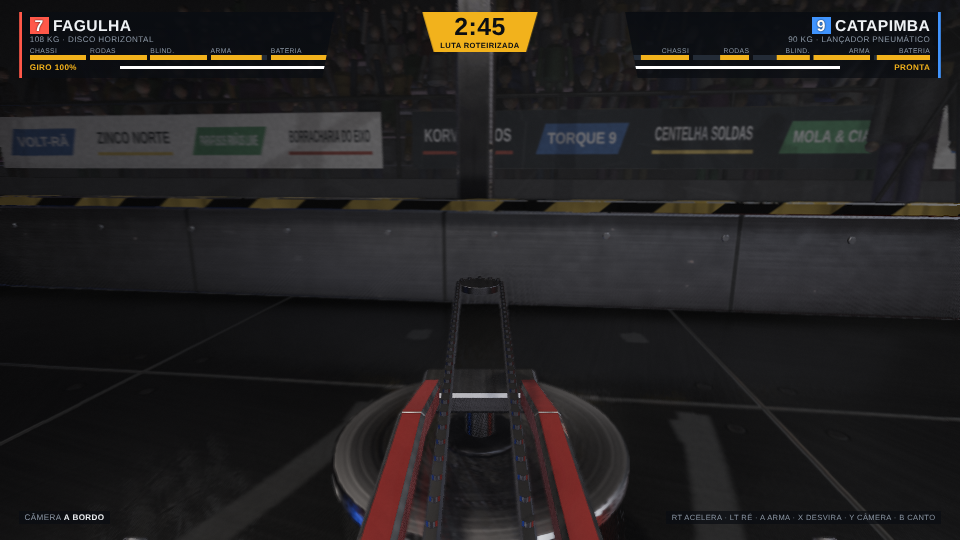 7 FAGULHA
108 KG · DISCO HORIZONTAL
CHASSI RODAS BLIND. ARMA BATERIA
GIRO 100%
2:45
LUTA ROTEIRIZADA
9 CATAPIMBA
90 KG · LANÇADOR PNEUMÁTICO
CHASSI RODAS BLIND. ARMA BATERIA
PRONTA
VOLT-RÃ
ZINCO NORTE
BORRACHARIA DO EIXO
TORQUE 9
CENTELHA SOLDAS
MOLA & CIA
CÂMERA A BORDO
RT ACELERA · LT RÉ · A ARMA · X DESVIRA · Y CÂMERA · B CANTO